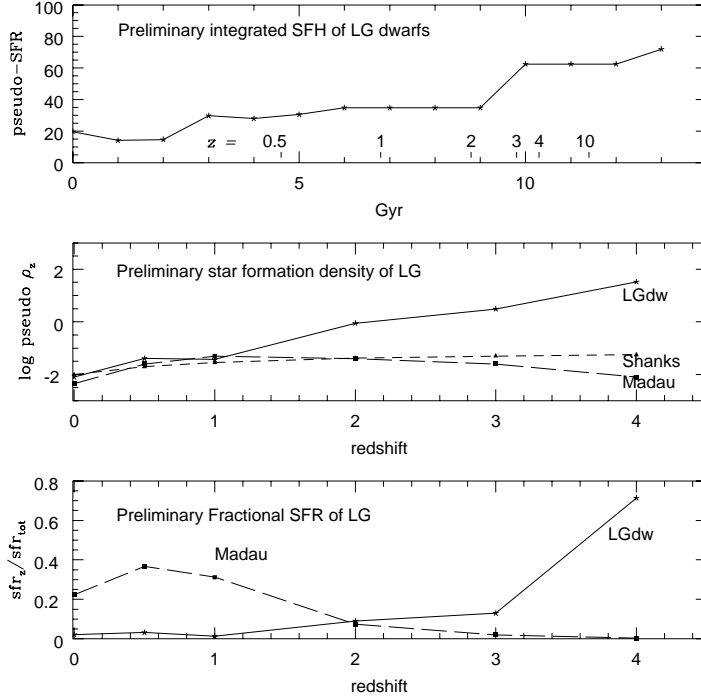 Preliminary integrated SFH of LG dwarfs
pseudo-SFR
100
80
60
40
20
0
z = 0.5 1 2 3 4 10
0 5 10
Gyr
Preliminary star formation density of LG
log pseudo ρz
2
0
-2
LGdw
Shanks
Madau
0 1 2 3 4
redshift
Preliminary Fractional SFR of LG
sfrz/sfrtot
0.8
0.6
0.4
0.2
0
Madau
LGdw
0 1 2 3 4
redshift